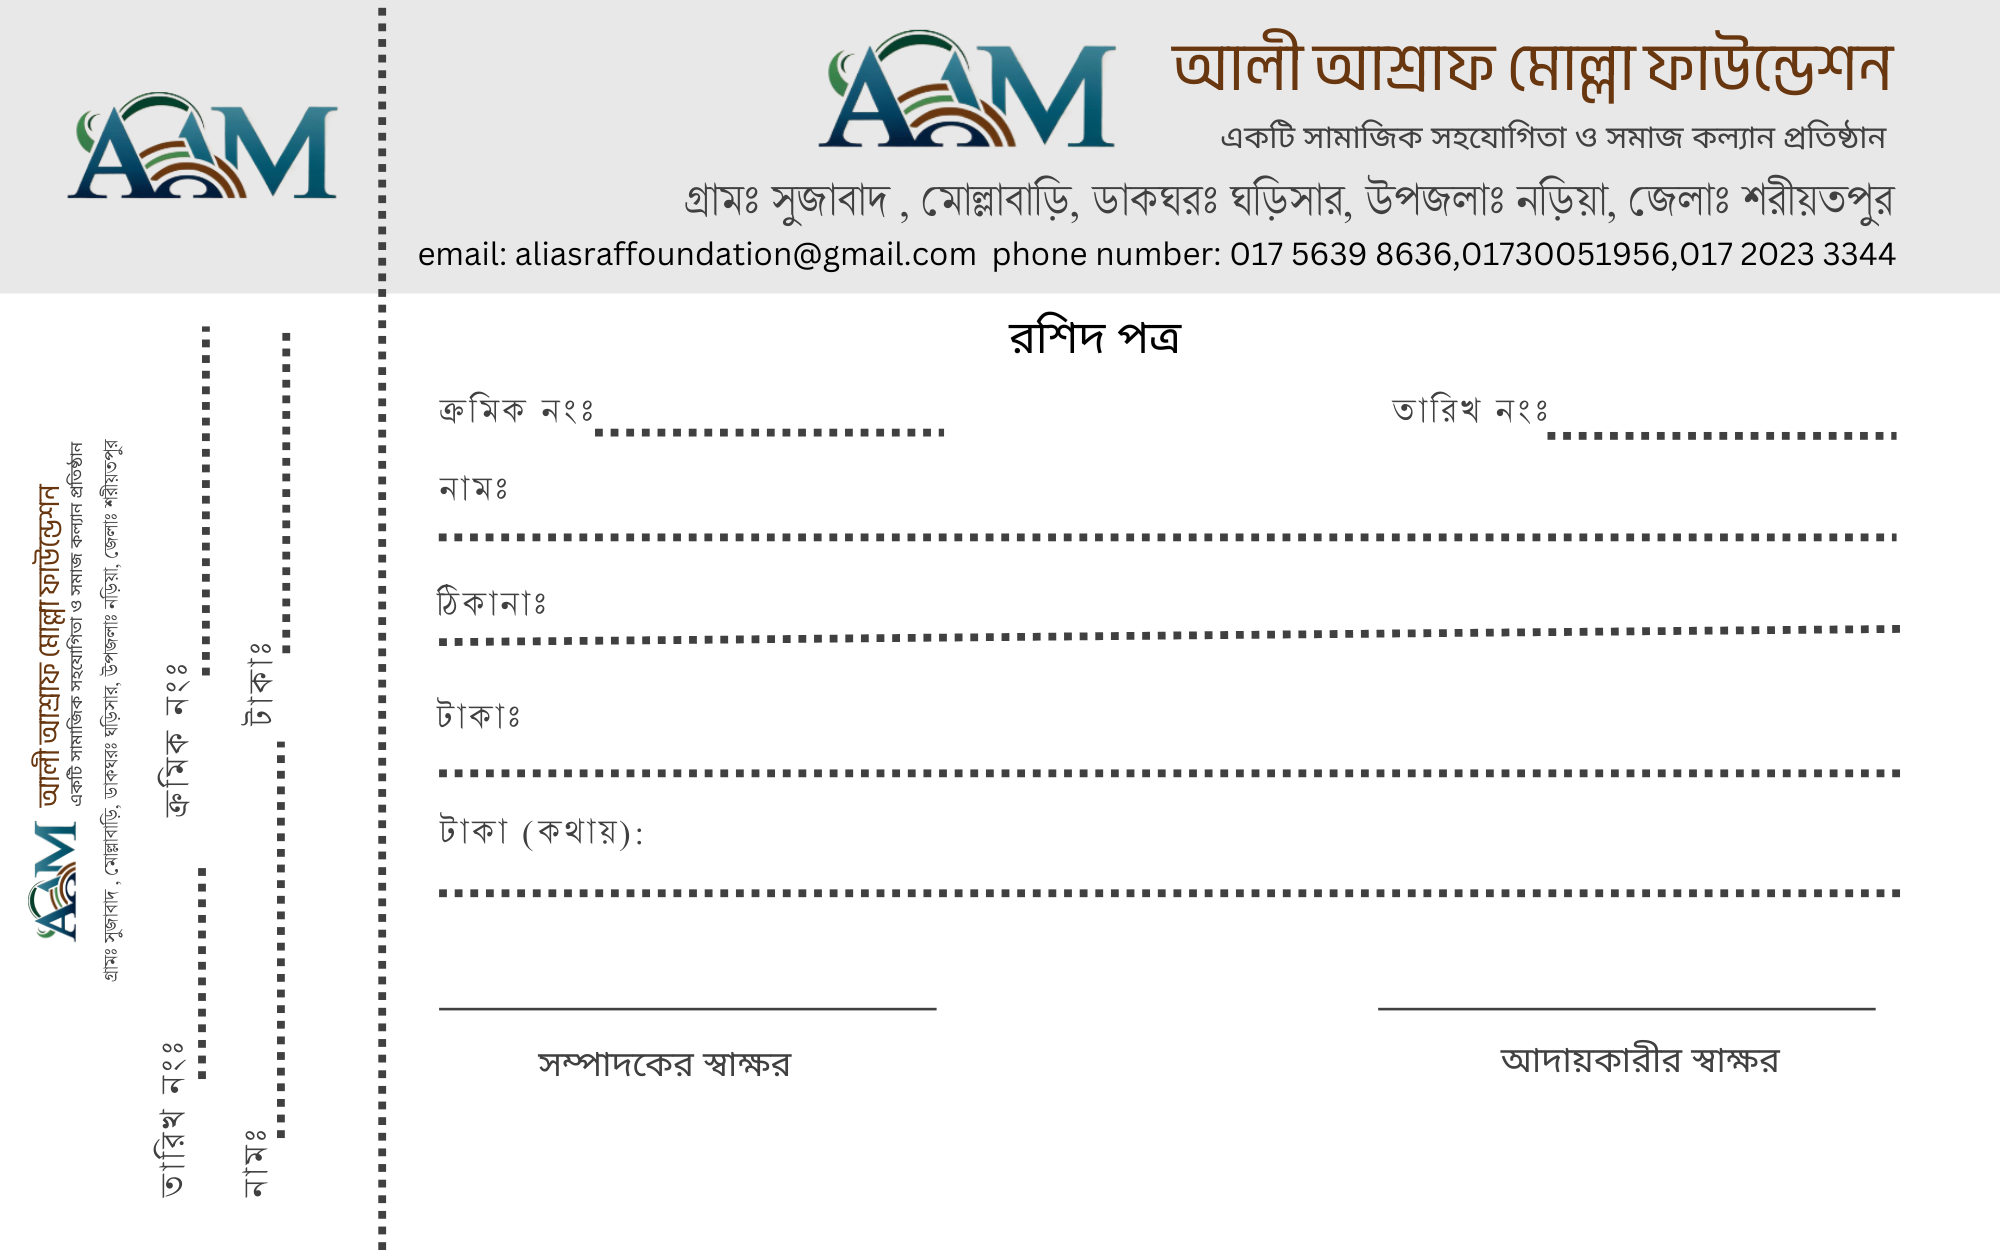 AAM
AAM
আলী আশ্রাফ মোল্লা ফাউন্ডেশন
একটি সামাজিক সহযোগিতা ও সমাজ কল্যান প্রতিষ্ঠান
গ্রামঃ সুজাবাদ , মোল্লাবাড়ি, ডাকঘরঃ ঘড়িসার, উপজলাঃ নড়িয়া, জেলাঃ শরীয়তপুর
email: aliasraffoundation@gmail.com phone number: 017 5639 8636,01730051956,017 2023 3344
রশিদ পত্র
ক্রমিক নংঃ
তারিখ নংঃ
নামঃ
ঠিকানাঃ
টাকাঃ
টাকা (কথায়):
সম্পাদকের স্বাক্ষর
আদায়কারীর স্বাক্ষর
AAM
আলী আশ্রাফ মোল্লা ফাউন্ডেশন
একটি সামাজিক সহযোগিতা ও সমাজ কল্যান প্রতিষ্ঠান
গ্রামঃ সুজাবাদ , মোল্লাবাড়ি, ডাকঘরঃ ঘড়িসার, উপজলাঃ নড়িয়া, জেলাঃ শরীয়তপুর
তারিখ নংঃ
ক্রমিক নংঃ
নামঃ
টাকাঃ